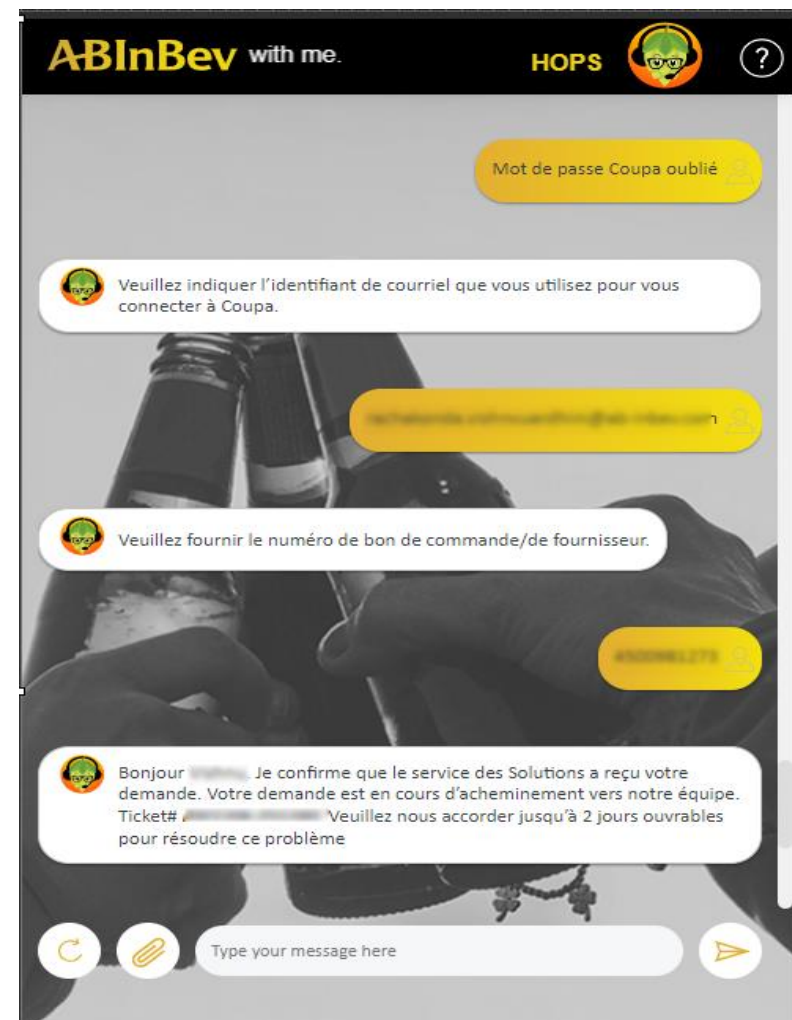 ABInBev with me.
HOPS
?
Mot de passe Coupa oublié
Veuillez indiquer l'identifiant de courriel que vous utilisez pour vous
connecter à Coupa.
Veuillez fournir le numéro de bon de commande/de fournisseur.
Bonjour . Je confirme que le service des Solutions a reçu votre
demande. Votre demande est en cours d'acheminement vers notre équipe.
Ticket# Veuillez nous accorder jusqu'à 2 jours ouvrables
pour résoudre ce problème
Type your message here